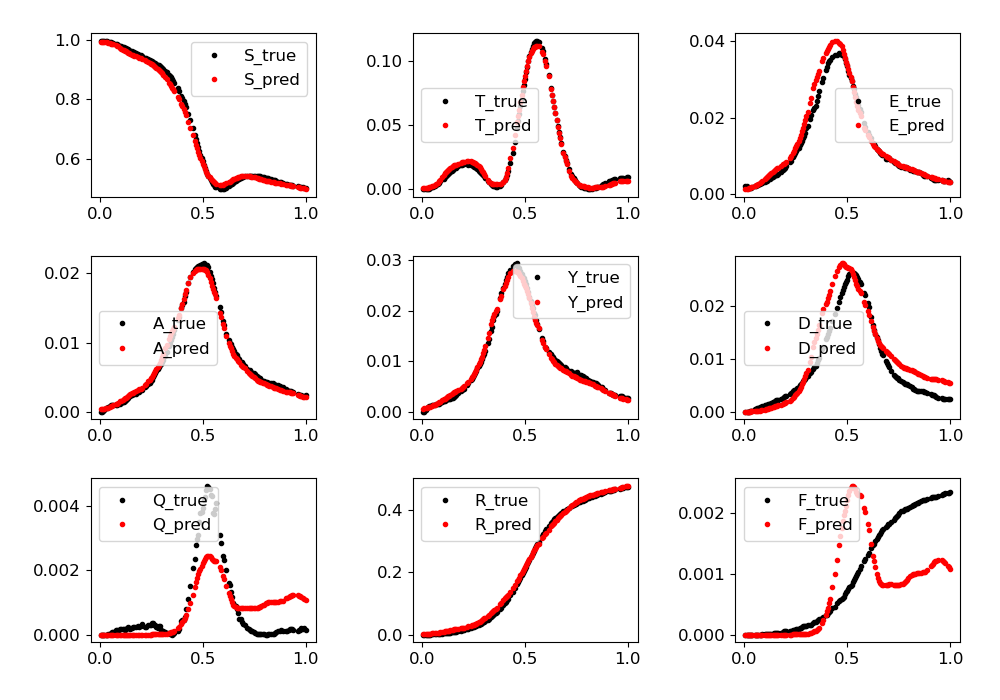 1.0
0.8
0.6
0.0 0.5 1.0
S_true
S_pred
0.10
0.05
0.00
0.0 0.5 1.0
T_true
T_pred
0.04
0.02
0.00
0.0 0.5 1.0
E_true
E_pred
0.02
0.01
0.00
0.0 0.5 1.0
A_true
A_pred
0.03
0.02
0.01
0.00
0.0 0.5 1.0
Y_true
Y_pred
0.02
0.01
0.00
0.0 0.5 1.0
D_true
D_pred
0.004
0.002
0.000
0.0 0.5 1.0
Q_true
Q_pred
0.4
0.2
0.0
0.0 0.5 1.0
R_true
R_pred
0.002
0.001
0.000
0.0 0.5 1.0
F_true
F_pred